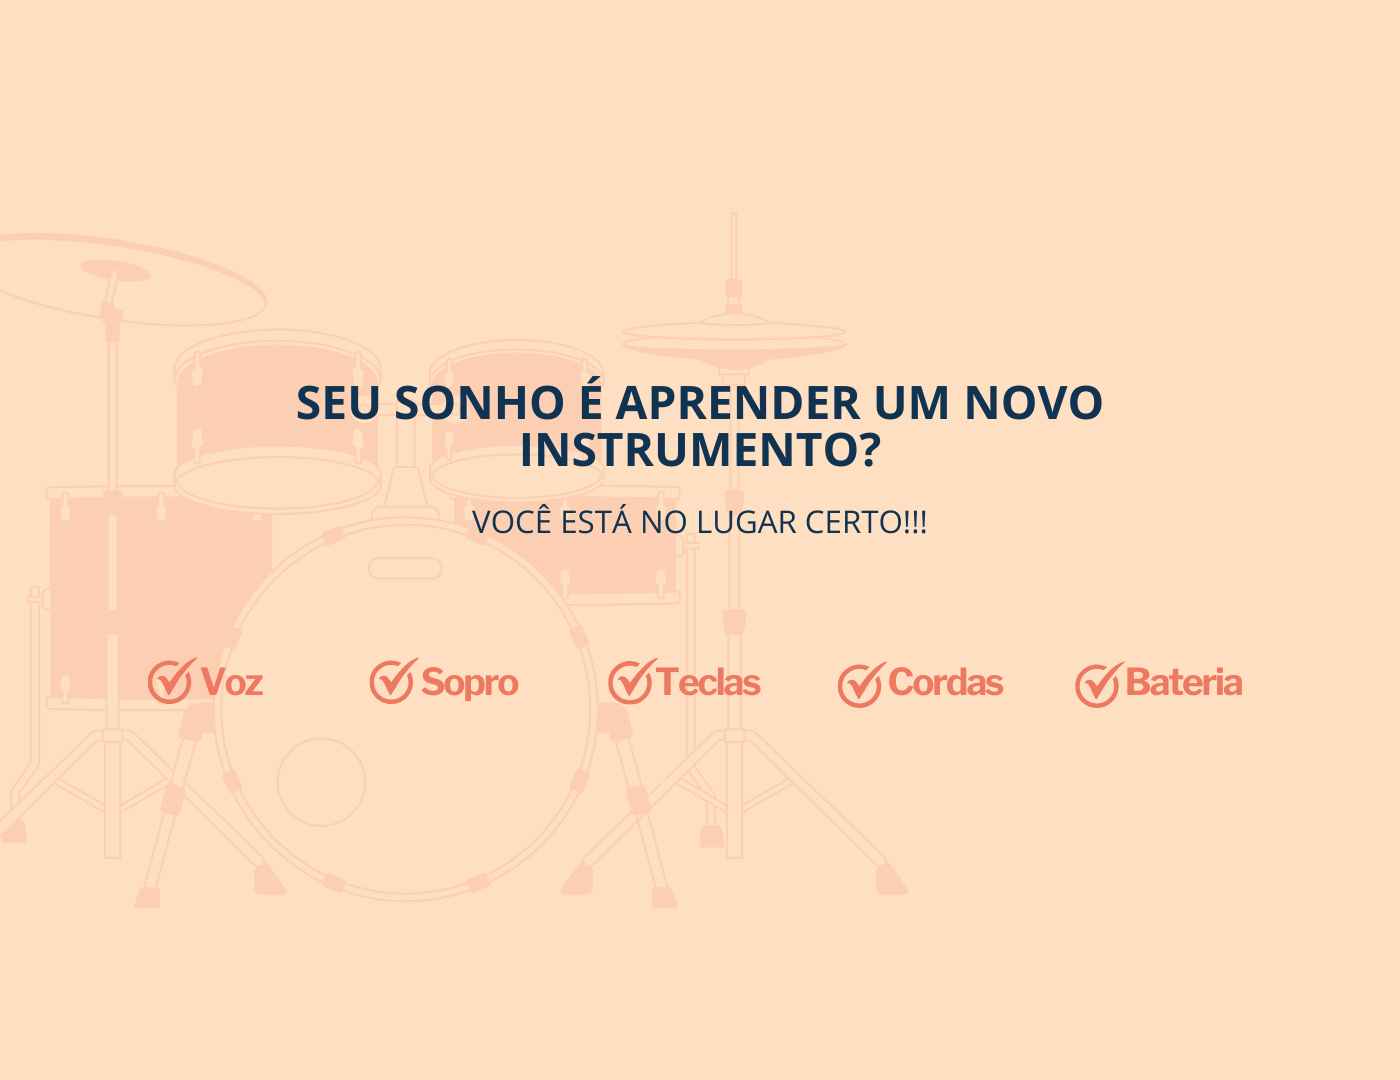 SEU SONHO É APRENDER UM NOVO
INSTRUMENTO?
VOCÊ ESTÁ NO LUGAR CERTO!!!
Voz Sopro Teclas Cordas Bateria